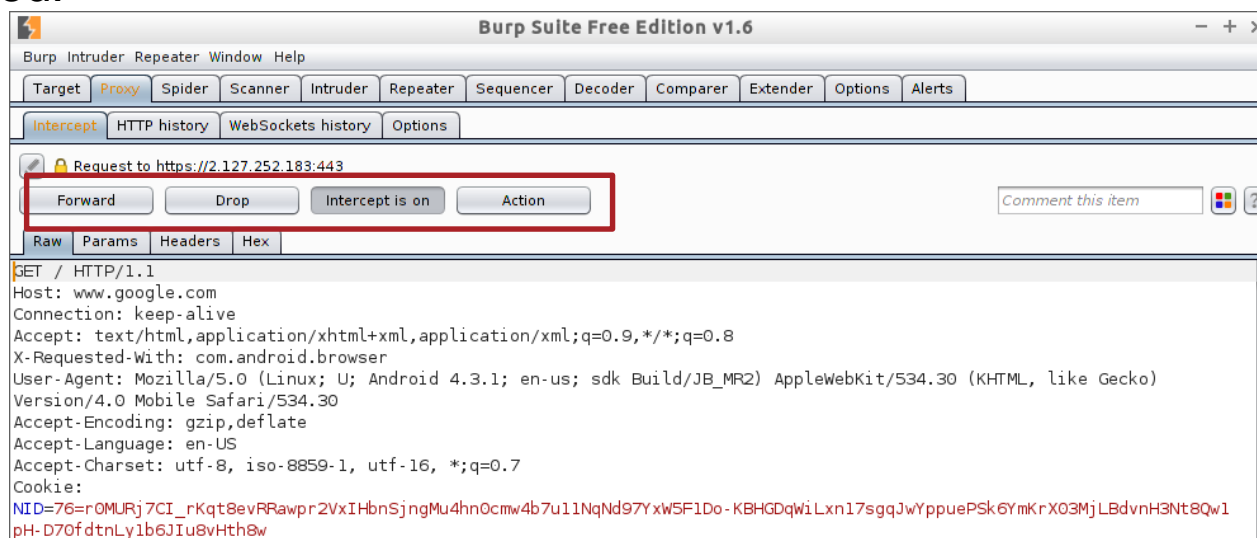 Burp Suite Free Edition v1.6
Burp Intruder Repeater Window Help
Target Proxy Spider Scanner Intruder Repeater Sequencer Decoder Comparer Extender Options Alerts
Intercept HTTP history WebSockets history Options
Request to https://2.127.252.183:443
Forward Drop Intercept is on Action Comment this item ?
Raw Params Headers Hex
GET / HTTP/1.1
Host: www.google.com
Connection: keep-alive
Accept: text/html,application/xhtml+xml,application/xml;q=0.9,*/*;q=0.8
X-Requested-With: com.android.browser
User-Agent: Mozilla/5.0 (Linux; U; Android 4.3.1; en-us; sdk Build/JB_MR2) AppleWebKit/534.30 (KHTML, like Gecko)
Version/4.0 Mobile Safari/534.30
Accept-Encoding: gzip,deflate
Accept-Language: en-US
Accept-Charset: utf-8, iso-8859-1, utf-16, *;q=0.7
Cookie:
NID=76=r0MURj7CI_rKqt8evRRawpr2VxIHbnSjngMu4hn0cmw4b7u11NqNd97YxW5F1Do-KBHGDqWiLxn17sgqJwYppuePSk6YmKrX03MjLBdvnH3Nt8Qw1
pH-D70fdtnLy1b6JIu8vHth8w